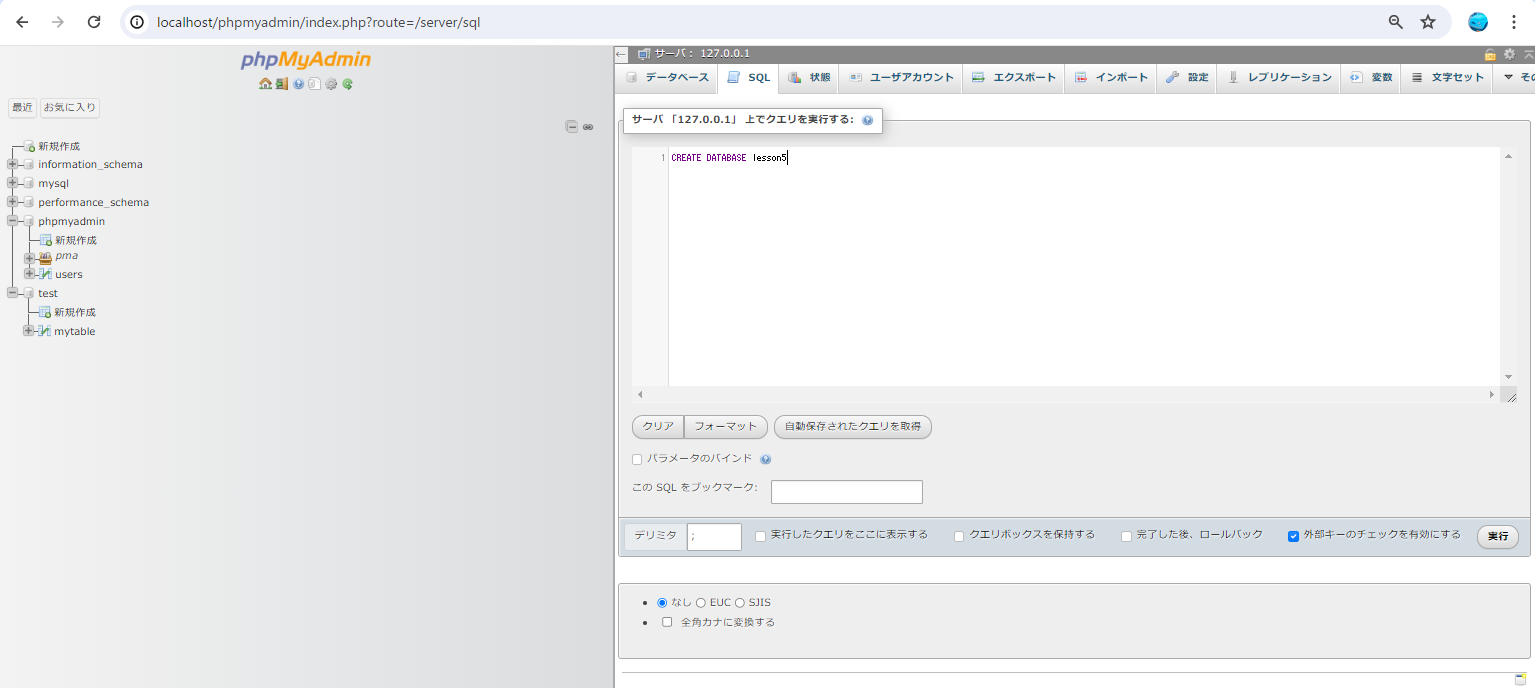 localhost/phpmyadmin/index.php?route=/server/sql
phpMyAdmin
最近 お気に入り
新規作成
information_schema
mysql
performance_schema
phpmyadmin
新規作成
pma
users
test
新規作成
mytable
サーバ: 127.0.0.1
データベース SQL 状態 ユーザアカウント エクスポート インポート 設定 レプリケーション 変数 文字セット その
サーバ 「127.0.0.1」 上でクエリを実行する:
1 CREATE DATABASE lesson5
クリア フォーマット 自動保存されたクエリを取得
パラメータのバインド
この SQL をブックマーク:
デリミタ ; 実行したクエリをここに表示する クエリボックスを保持する 完了した後、ロールバック 外部キーのチェックを有効にする 実行
なし EUC SJIS
全角カナに変換する